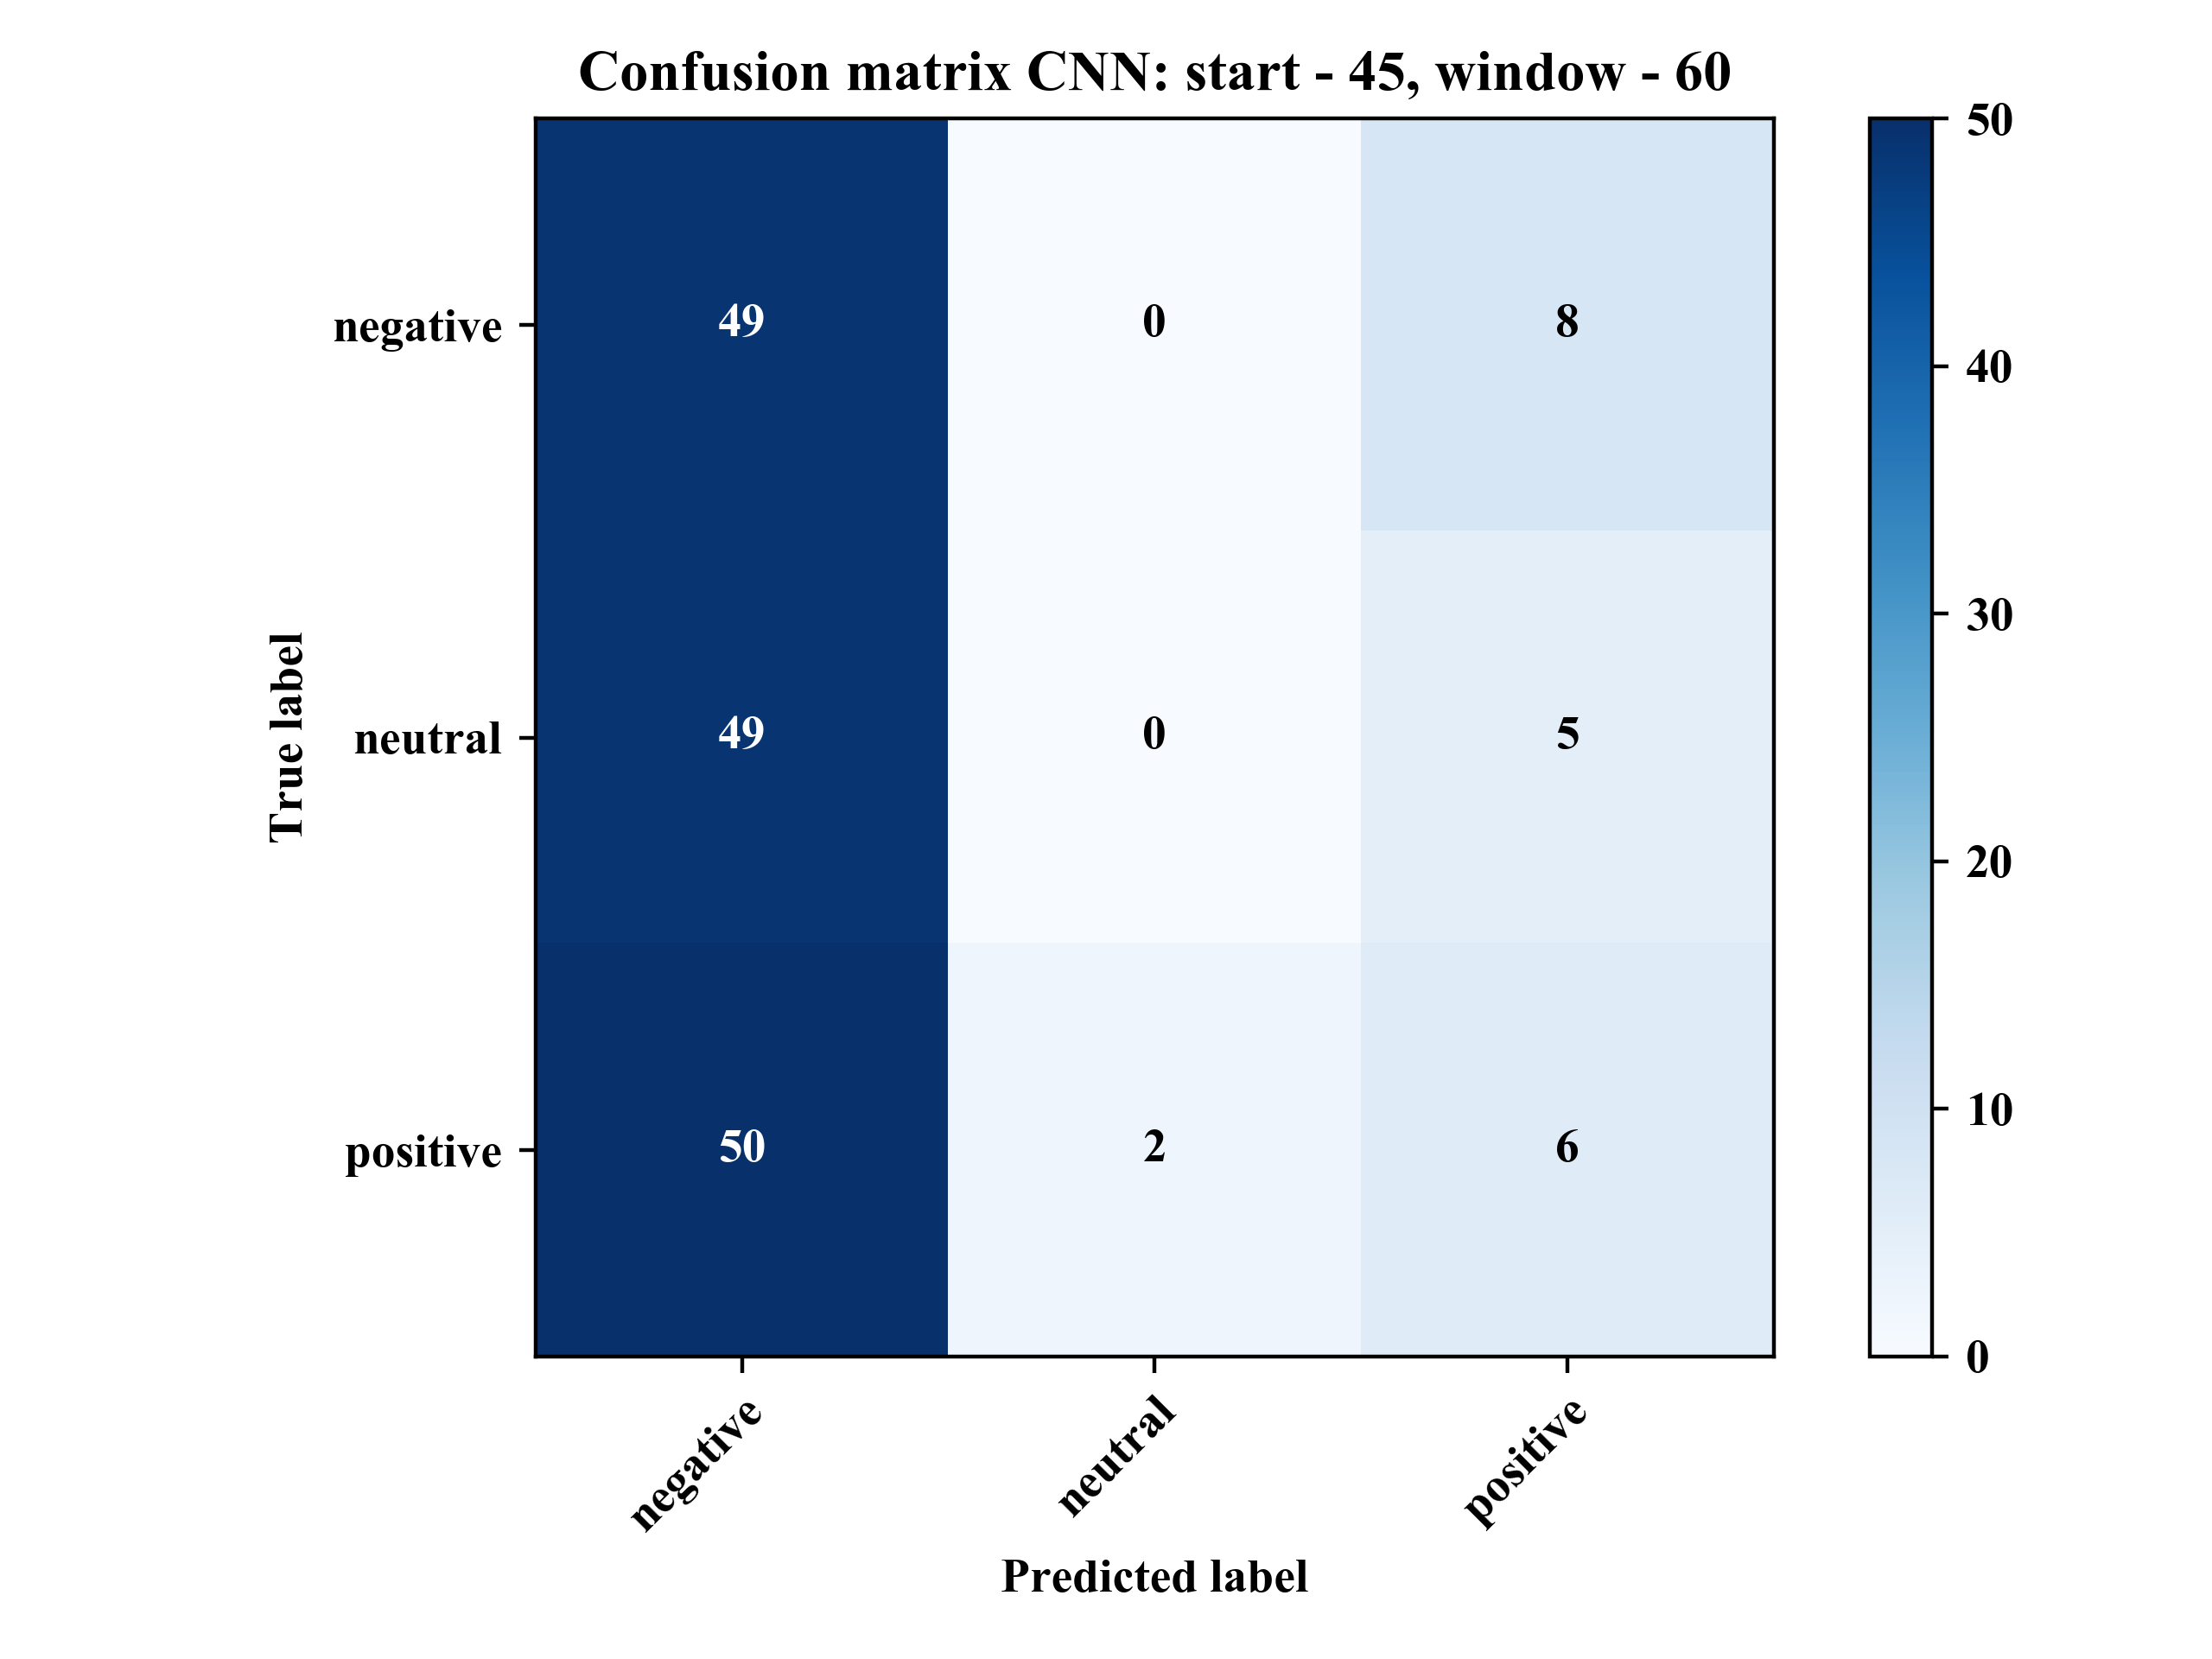 Confusion matrix CNN: start - 45, window - 60
50
negative 49 0 8
40
30
True label
neutral 49 0 5
20
10
positive 50 2 6
0
negative neutral positive
Predicted label